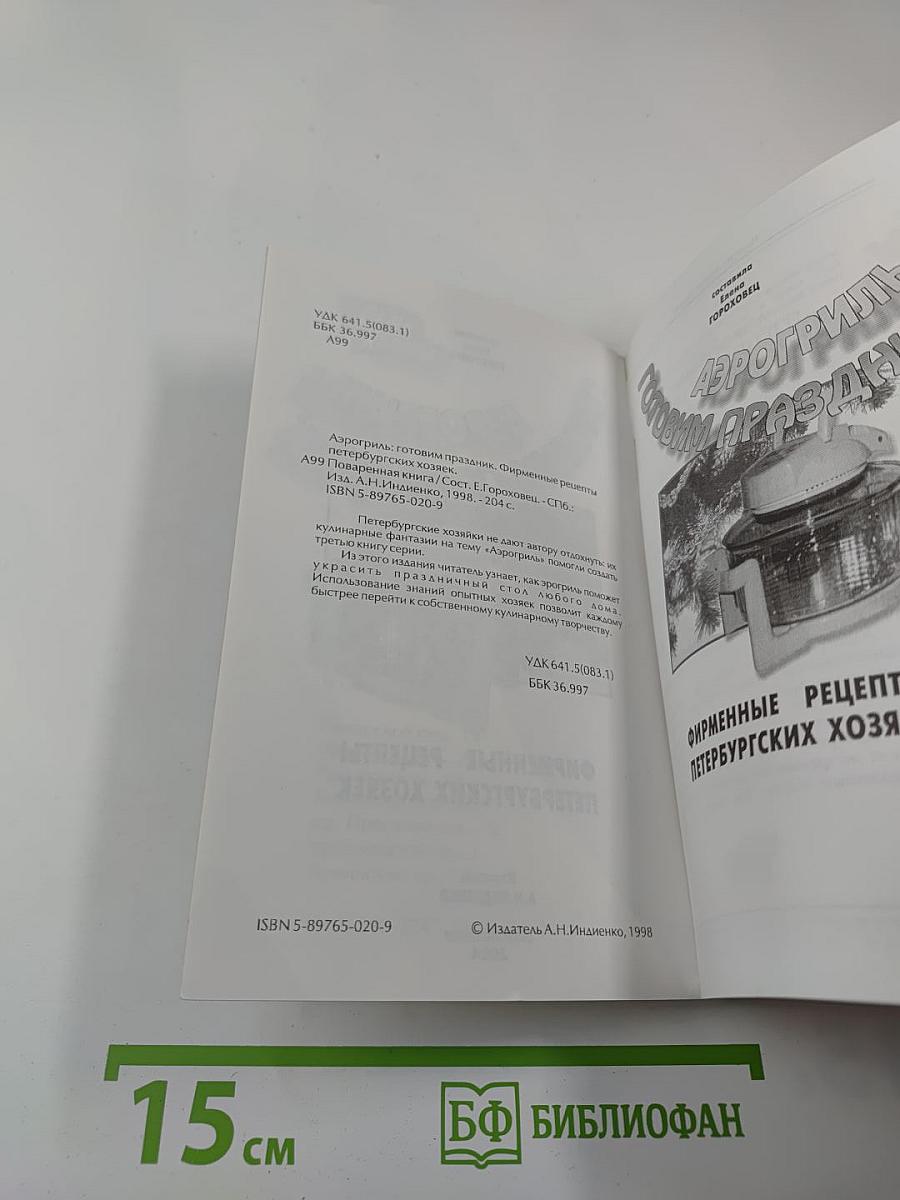 УДК 641.5(083.1)
ББК 36.997
А99
Аэрогриль: готовим праздник. Фирменные рецепты
петербургских хозяек.
А99 Поваренная книга / Сост. Е.Гороховец. - СПб.:
Изд. А.Н.Индиенко, 1998. - 204 с.
ISBN 5-89765-020-9
Петербургские хозяйки не дают автору отдохнуть: их
кулинарные фантазии на тему «Аэрогриль» помогли создать
третью книгу серии.
Из этого издания читатель узнает, как эрогриль поможет
украсить праздничный стол любого дома.
Использование знаний опытных хозяек позволит каждому
быстрее перейти к собственному кулинарному творчеству.
УДК 641.5(083.1)
ББК 36.997
ISBN 5-89765-020-9
© Издатель А.Н.Индиенко, 1998
составила
Елена
ГОРОХОВЕЦ
АЭРОГРИЛЬ
ГОТОВИМ ПРАЗДНИ
ФИРМЕННЫЕ РЕЦЕПТ
ПЕТЕРБУРГСКИХ ХОЗЯ
15 см
БФ БИБЛИОФАН